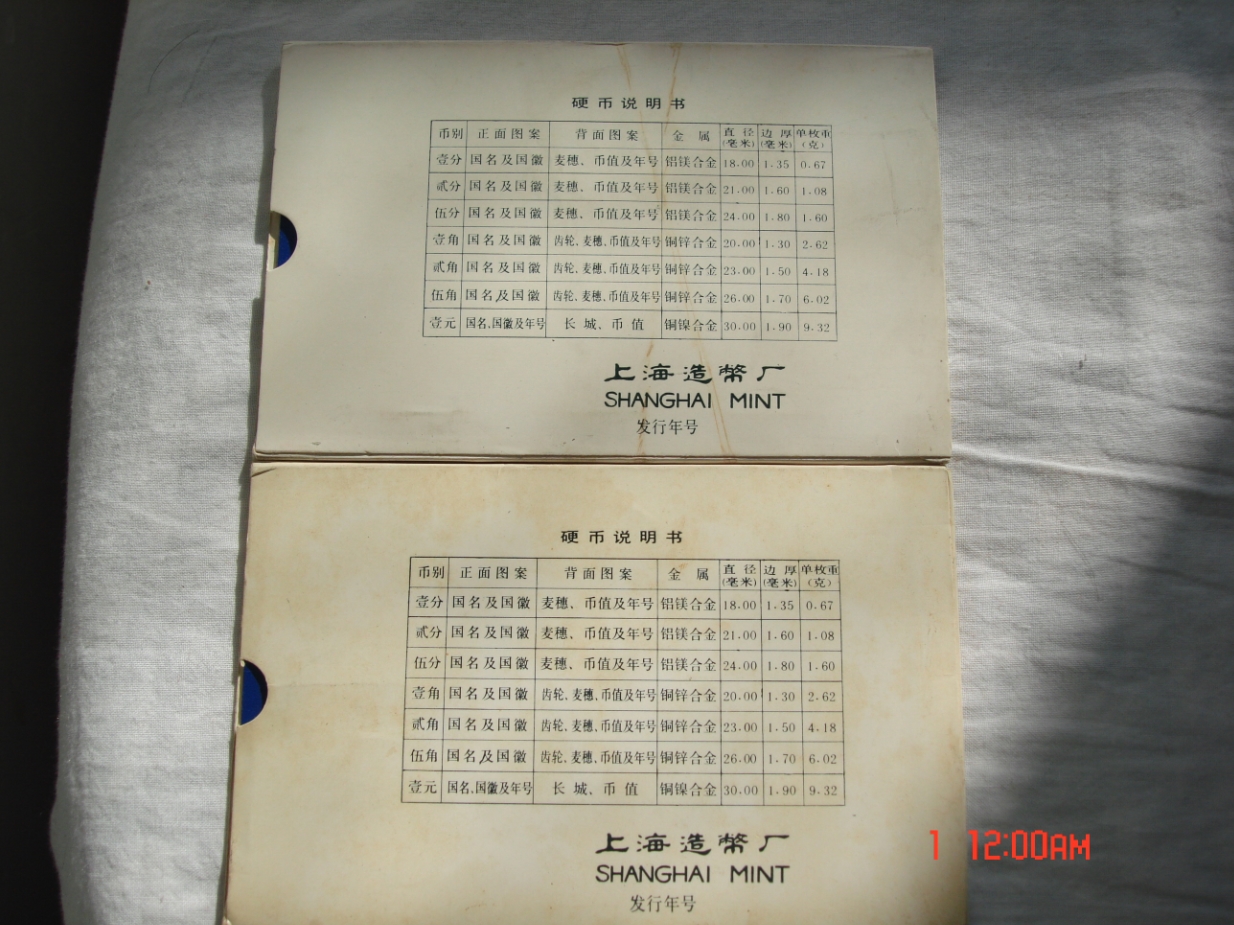 硬币说明书
币别 正面图案 背面图案 金属 直径(毫米) 边厚(毫米) 单枚重(克)
壹分 国名及国徽 麦穗、币值及年号 铝镁合金 18.00 1.35 0.67
贰分 国名及国徽 麦穗、币值及年号 铝镁合金 21.00 1.60 1.08
伍分 国名及国徽 麦穗、币值及年号 铝镁合金 24.00 1.80 1.60
壹角 国名及国徽 齿轮、麦穗、币值及年号 铜锌合金 20.00 1.30 2.62
贰角 国名及国徽 齿轮、麦穗、币值及年号 铜锌合金 23.00 1.50 4.18
伍角 国名及国徽 齿轮、麦穗、币值及年号 铜锌合金 26.00 1.70 6.02
壹元 国名、国徽及年号 长城、币值 铜镍合金 30.00 1.90 9.32
上海造幣厂
SHANGHAI MINT
发行年号
硬币说明书
币别 正面图案 背面图案 金属 直径(毫米) 边厚(毫米) 单枚重(克)
壹分 国名及国徽 麦穗、币值及年号 铝镁合金 18.00 1.35 0.67
贰分 国名及国徽 麦穗、币值及年号 铝镁合金 21.00 1.60 1.08
伍分 国名及国徽 麦穗、币值及年号 铝镁合金 24.00 1.80 1.60
壹角 国名及国徽 齿轮、麦穗、币值及年号 铜锌合金 20.00 1.30 2.62
贰角 国名及国徽 齿轮、麦穗、币值及年号 铜锌合金 23.00 1.50 4.18
伍角 国名及国徽 齿轮、麦穗、币值及年号 铜锌合金 26.00 1.70 6.02
壹元 国名、国徽及年号 长城、币值 铜镍合金 30.00 1.90 9.32
上海造幣厂
SHANGHAI MINT
发行年号
1 12:00AM